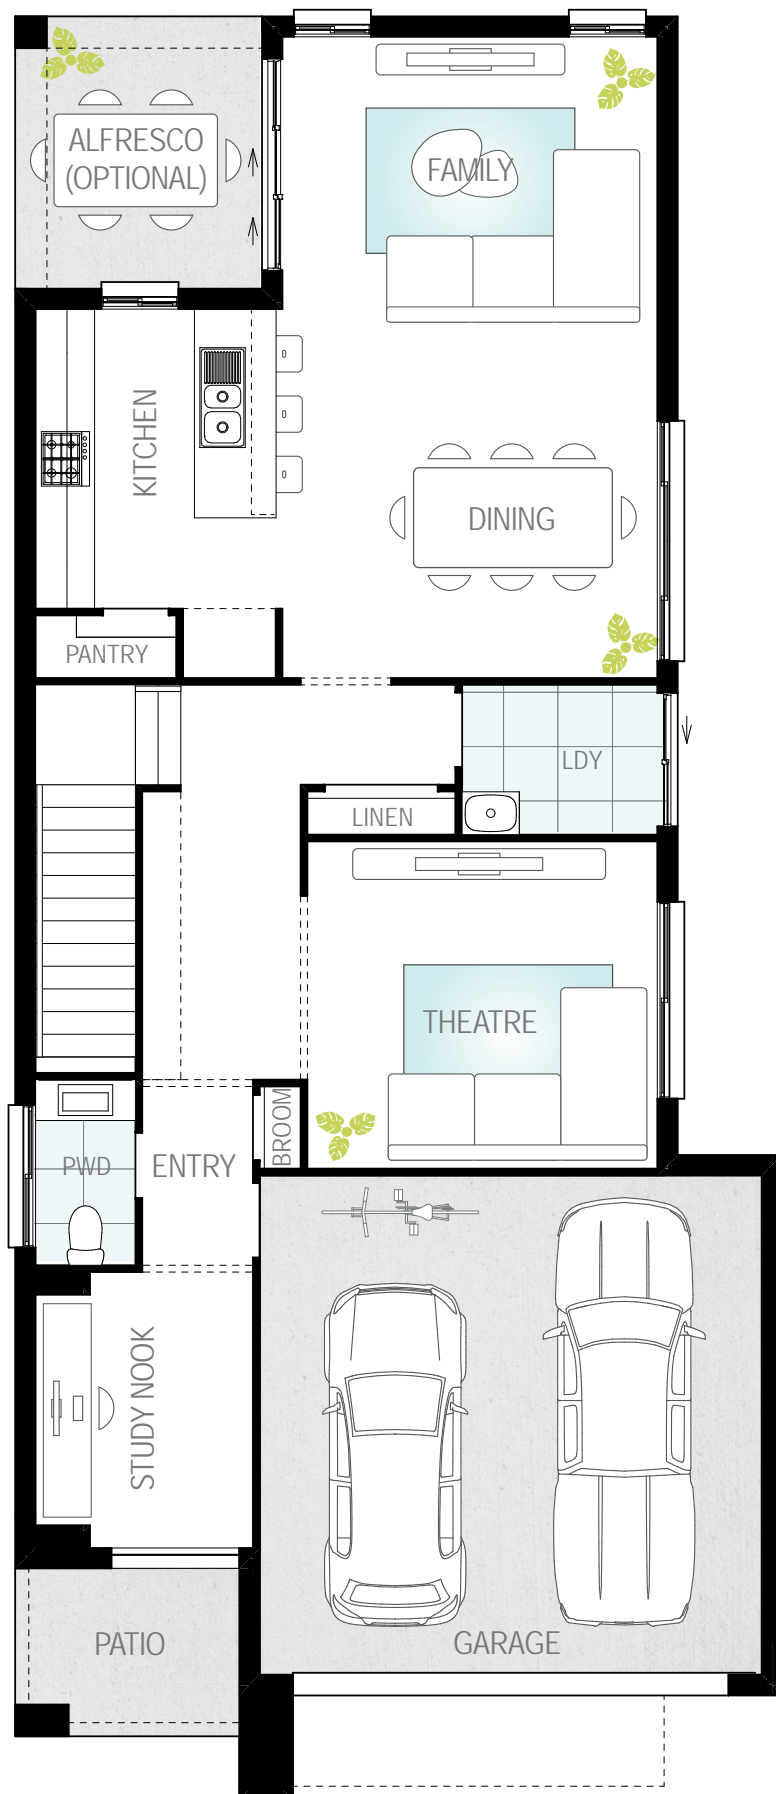 ALFRESCO
(OPTIONAL)
FAMILY
KITCHEN
DINING
PANTRY
LDY
LINEN
THEATRE
BROOM
PWD
ENTRY
STUDY NOOK
PATIO
GARAGE